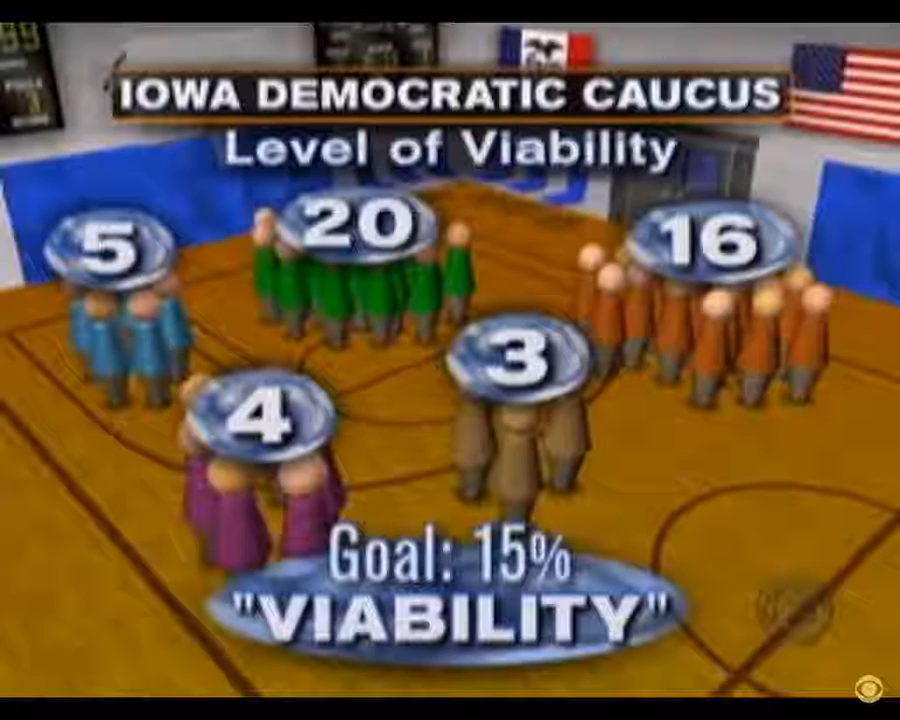 IOWA DEMOCRATIC CAUCUS
Level of Viability
5
20
16
3
4
Goal: 15%
"VIABILITY"